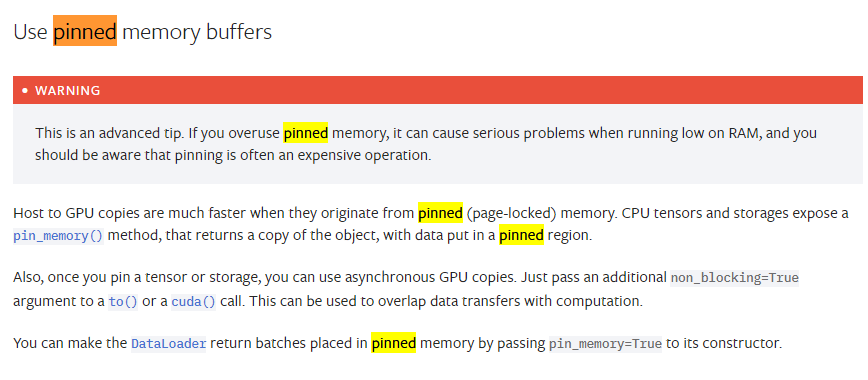 Use pinned memory buffers
WARNING
This is an advanced tip. If you overuse pinned memory, it can cause serious problems when running low on RAM, and you
should be aware that pinning is often an expensive operation.
Host to GPU copies are much faster when they originate from pinned (page-locked) memory. CPU tensors and storages expose a
pin_memory() method, that returns a copy of the object, with data put in a pinned region.
Also, once you pin a tensor or storage, you can use asynchronous GPU copies. Just pass an additional non_blocking=True
argument to a to() or a cuda() call. This can be used to overlap data transfers with computation.
You can make the DataLoader return batches placed in pinned memory by passing pin_memory=True to its constructor.